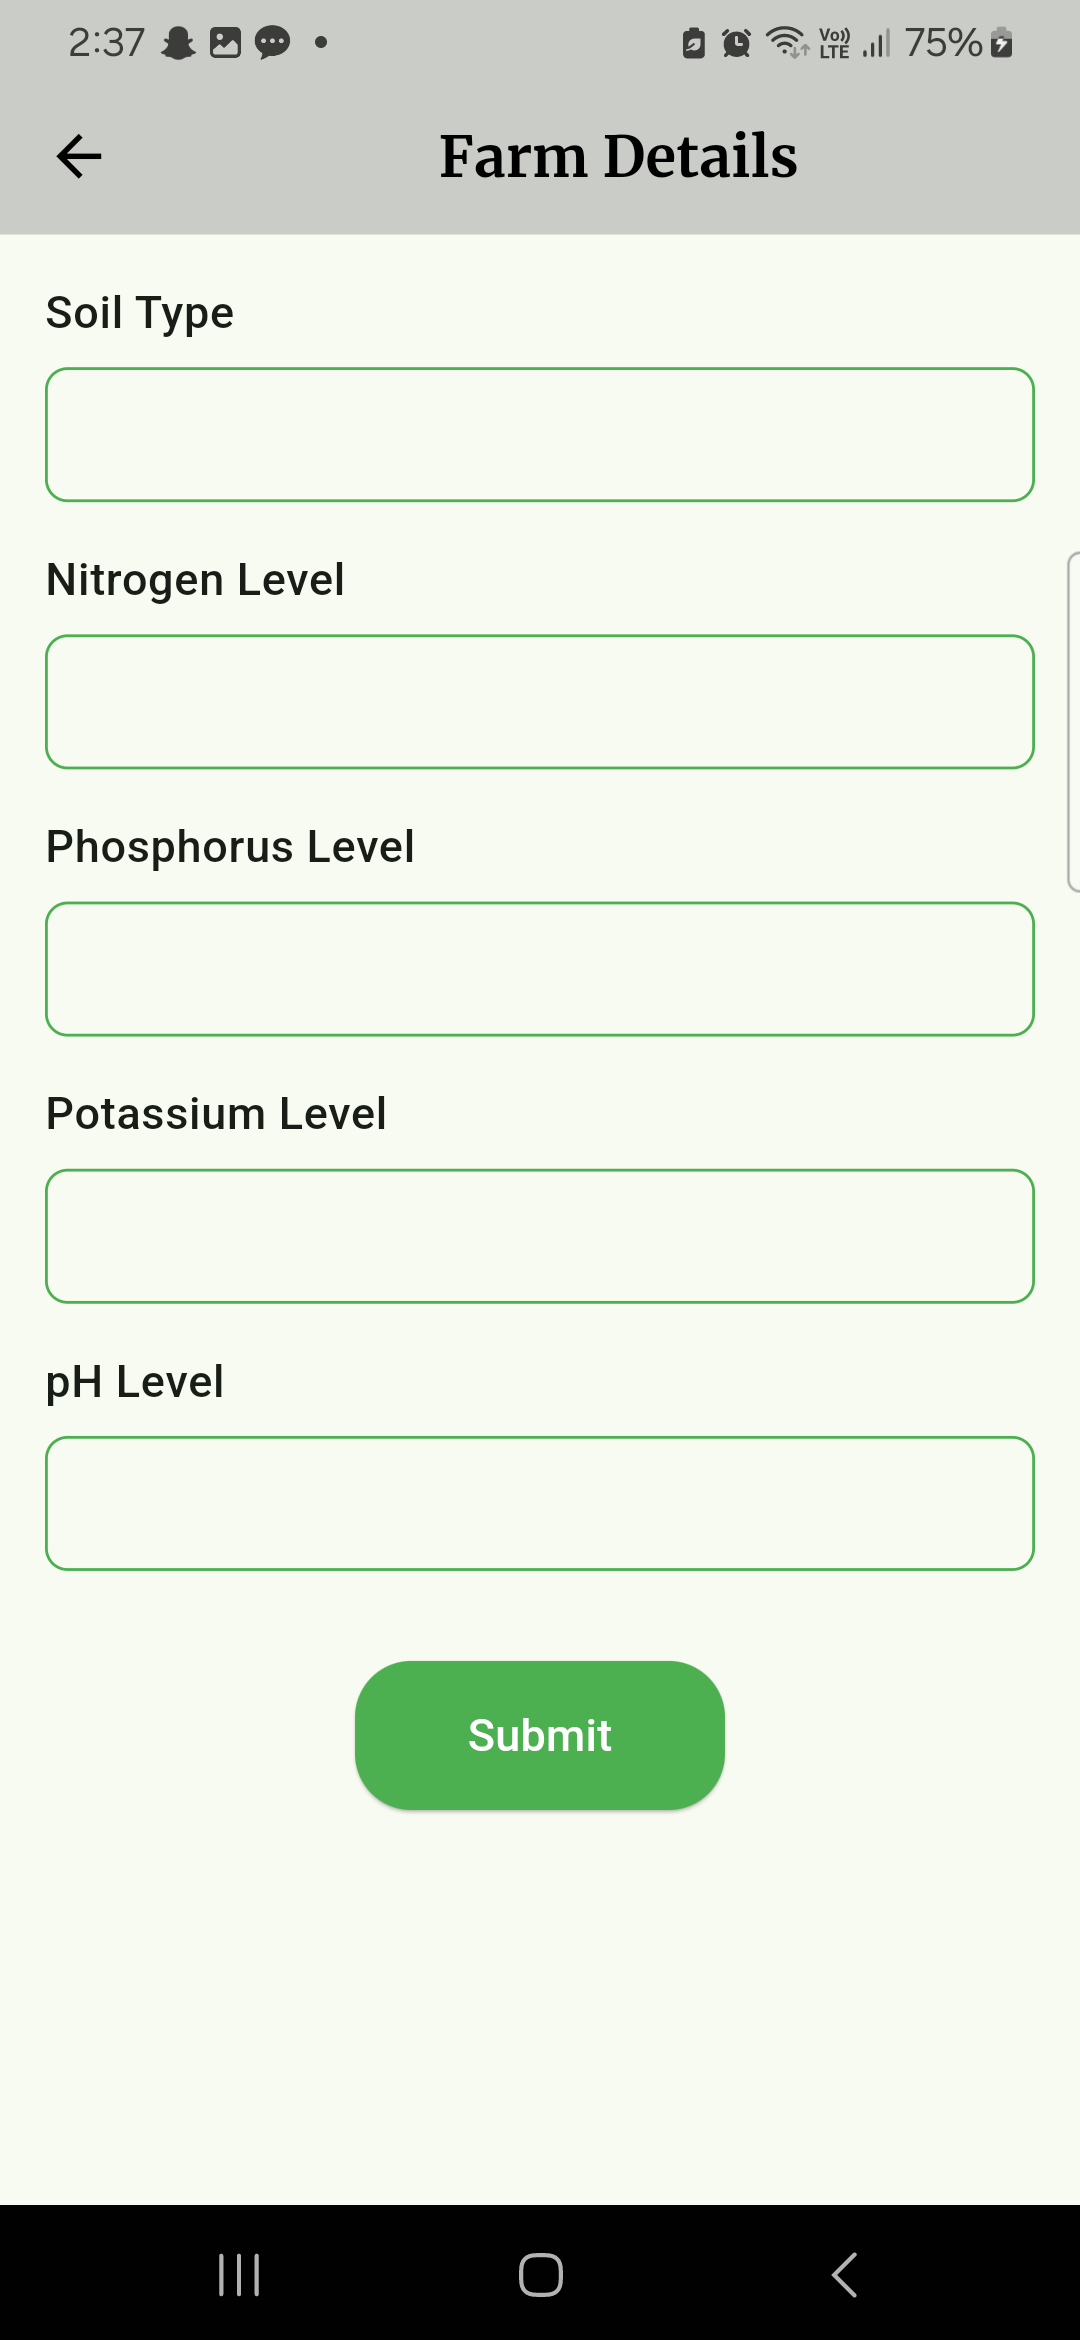 2:37 Vo)) LTE 75%
Farm Details
Soil Type
Nitrogen Level
Phosphorus Level
Potassium Level
pH Level
Submit